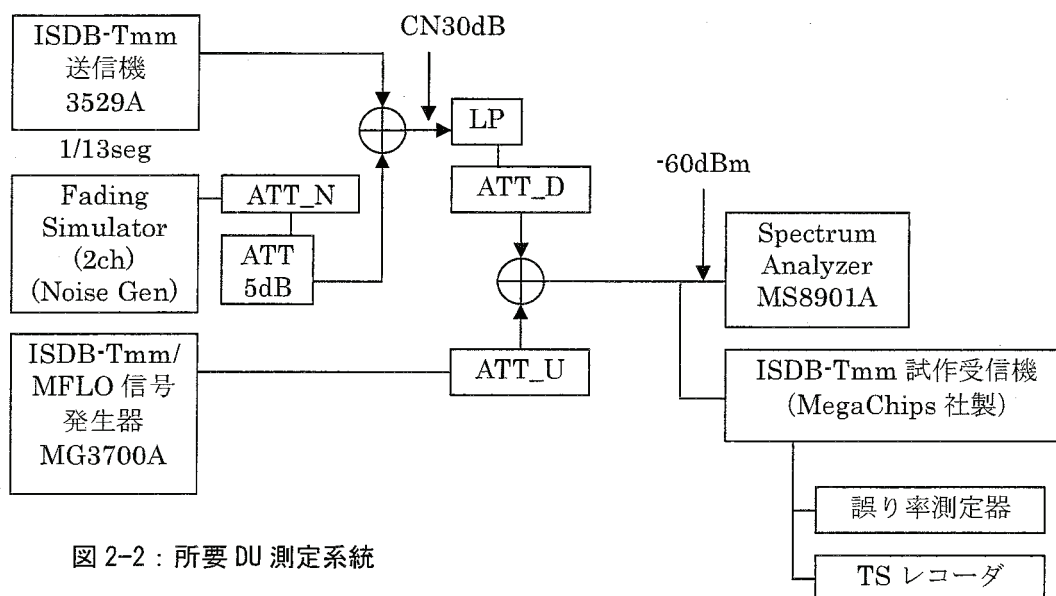 CN30dB
ISDB-Tmm
送信機
3529A
1/13seg
LP
-60dBm
Fading
Simulator
(2ch)
(Noise Gen)
ATT_N
ATT
5dB
ATT_D
Spectrum
Analyzer
MS8901A
ISDB-Tmm/
MFLO 信号
発生器
MG3700A
ATT_U
ISDB-Tmm 試作受信機
(MegaChips 社製)
誤り率測定器
TS レコーダ
図 2-2：所要 DU 測定系統